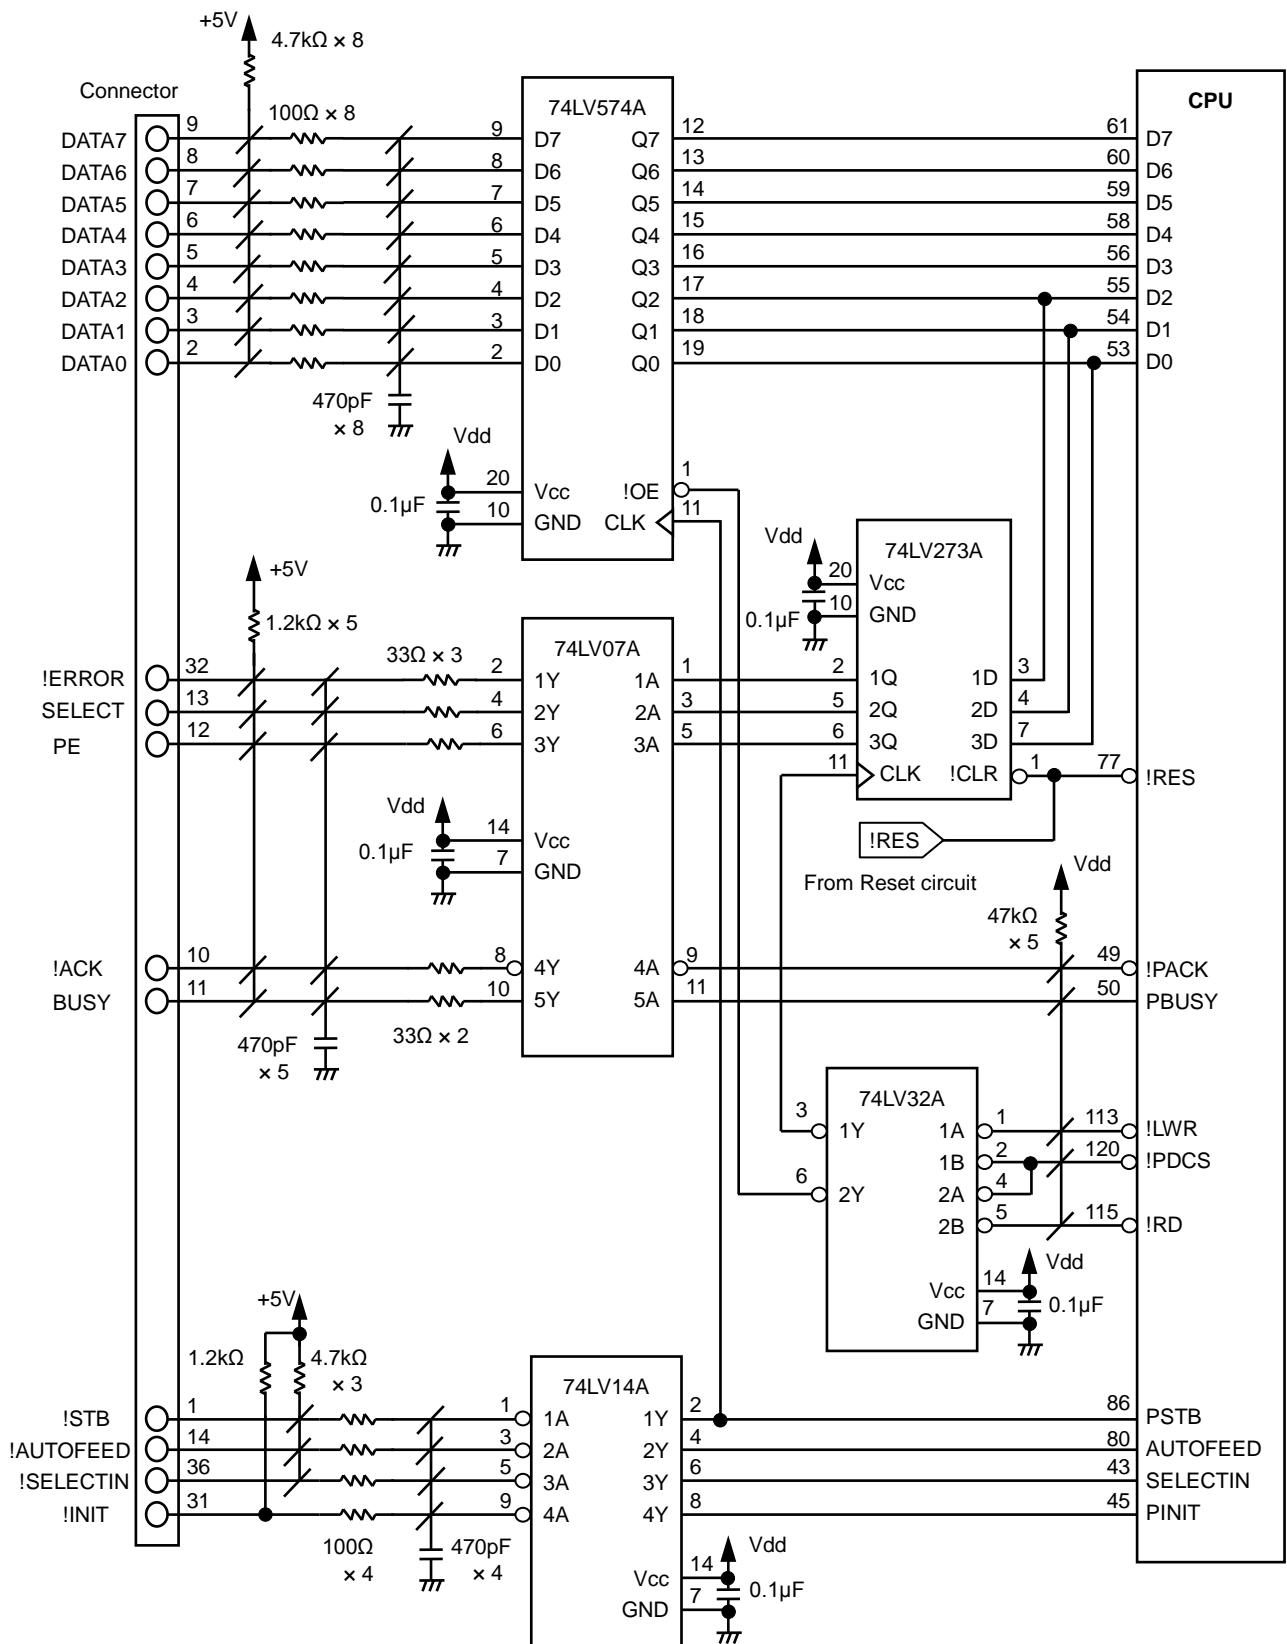 +5V
4.7kΩ × 8
Connector
100Ω × 8
74LV574A
CPU
DATA7 9 9 D7 Q7 12 61 D7
DATA6 8 8 D6 Q6 13 60 D6
DATA5 7 7 D5 Q5 14 59 D5
DATA4 6 6 D4 Q4 15 58 D4
DATA3 5 5 D3 Q3 16 56 D3
DATA2 4 4 D2 Q2 17 55 D2
DATA1 3 3 D1 Q1 18 54 D1
DATA0 2 2 D0 Q0 19 53 D0
470pF
× 8
Vdd
20 Vcc !OE 1
0.1µF
10 GND CLK 11
+5V
1.2kΩ × 5
Vdd
74LV273A
20 Vcc
0.1µF
10 GND
33Ω × 3
74LV07A
!ERROR 32 2 1Y 1A 1 2 1Q 1D 3
SELECT 13 4 2Y 2A 3 5 2Q 2D 4
PE 12 6 3Y 3A 5 6 3Q 3D 7
11 CLK !CLR 1 77 !RES
Vdd
14 Vcc
0.1µF
7 GND
!RES
From Reset circuit
Vdd
47kΩ
× 5
!ACK 10 8 4Y 4A 9 49 !PACK
BUSY 11 10 5Y 5A 11 50 PBUSY
33Ω × 2
470pF
× 5
74LV32A
3 1Y 1A 1 113 !LWR
1B 2 120 !PDCS
6 2Y 2A 4
2B 5 115 !RD
Vdd
Vcc 14
0.1µF
GND 7
+5V
1.2kΩ
4.7kΩ
× 3
74LV14A
!STB 1 1 1A 1Y 2 86 PSTB
!AUTOFEED 14 3 2A 2Y 4 80 AUTOFEED
!SELECTIN 36 5 3A 3Y 6 43 SELECTIN
!INIT 31 9 4A 4Y 8 45 PINIT
100Ω
× 4
470pF
× 4
Vdd
Vcc 14
0.1µF
GND 7